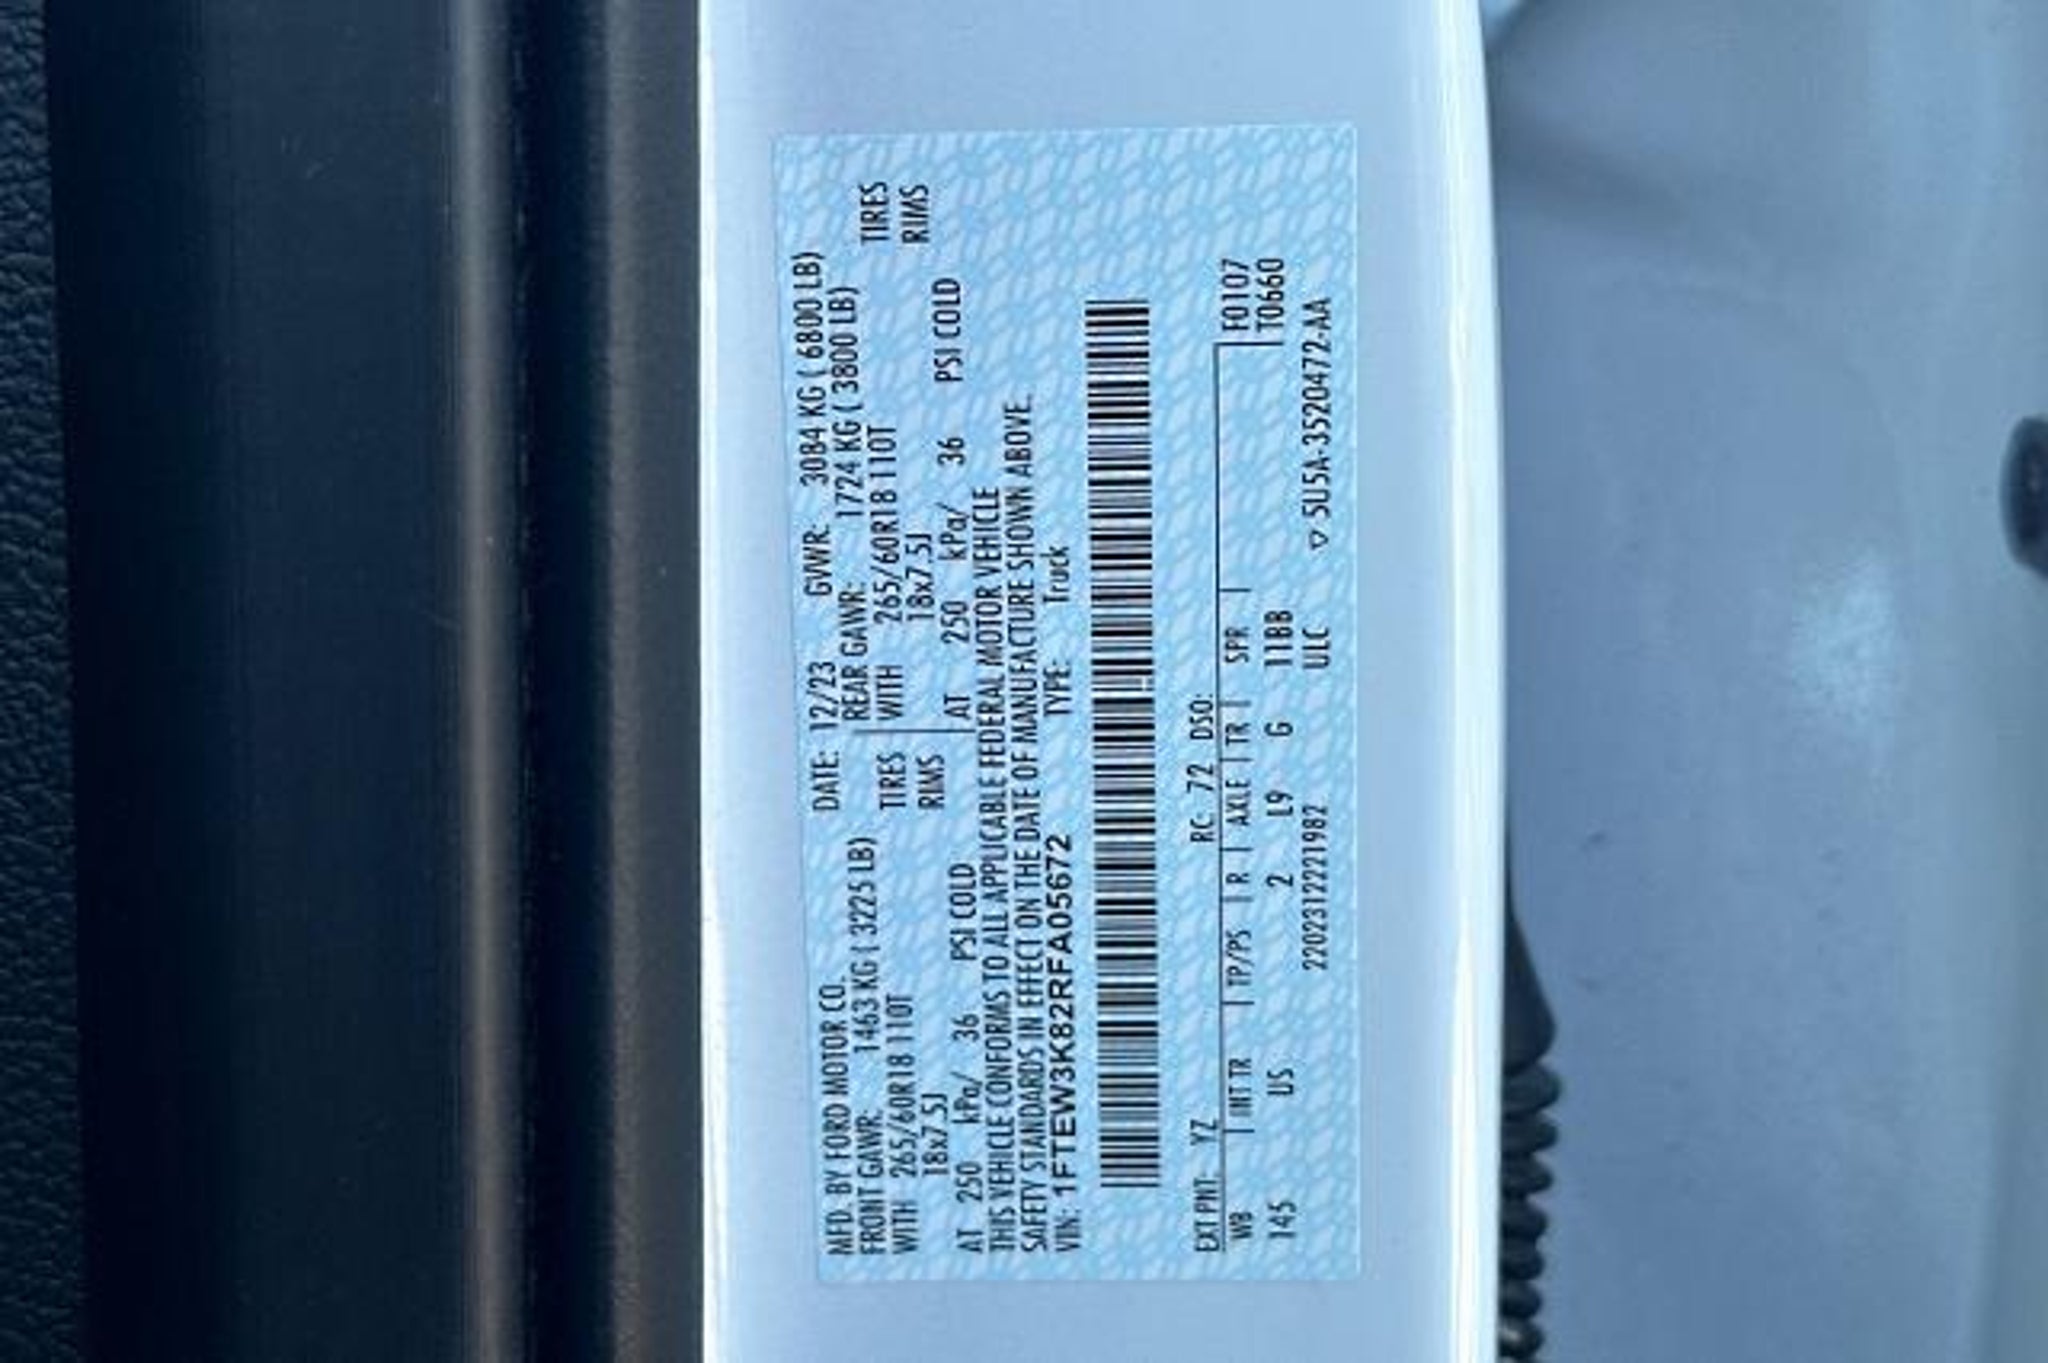 MFD. BY FORD MOTOR CO.
DATE: 12/23 GVWR: 3084 KG ( 6800 LB)
FRONT GAWR: 1463 KG ( 3225 LB)
REAR GAWR: 1724 KG ( 3800 LB)
WITH 265/60R18 110T TIRES
WITH 265/60R18 110T TIRES
18x7.5J RIMS
18x7.5J RIMS
AT 250 kPa/ 36 PSI COLD
AT 250 kPa/ 36 PSI COLD
THIS VEHICLE CONFORMS TO ALL APPLICABLE FEDERAL MOTOR VEHICLE
SAFETY STANDARDS IN EFFECT ON THE DATE OF MANUFACTURE SHOWN ABOVE.
VIN: 1FTEW3K82RFA05672 TYPE: Truck
EXT PNT: YZ RC: 72 DSO: F0107
WB INT TR TP/PS R AXLE TR SPR T0660
145 US 2 L9 G 11BB
22023122221982 ULC ▽ 5U5A-3520472-AA